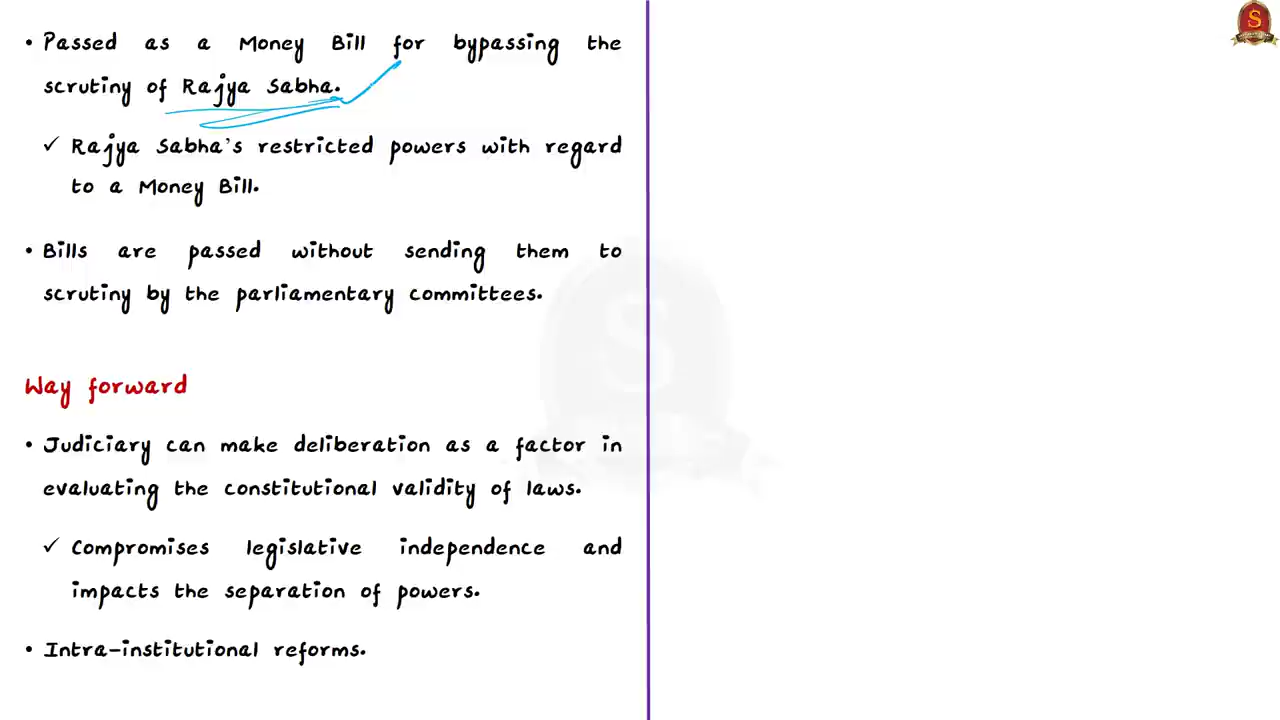 • Passed as a Money Bill for bypassing the
scrutiny of Rajya Sabha.
✓ Rajya Sabha's restricted powers with regard
to a Money Bill.
• Bills are passed without sending them to
scrutiny by the parliamentary committees.
Way forward
• Judiciary can make deliberation as a factor in
evaluating the constitutional validity of laws.
✓ Compromises legislative independence and
impacts the separation of powers.
• Intra-institutional reforms.
S